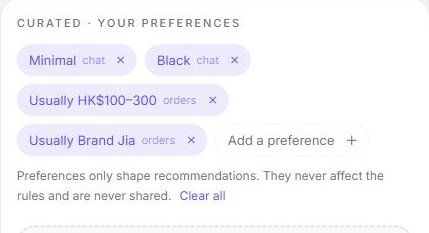 CURATED · YOUR PREFERENCES
Minimal chat × Black chat ×
Usually HK$100–300 orders ×
Usually Brand Jia orders × Add a preference +
Preferences only shape recommendations. They never affect the
rules and are never shared. Clear all